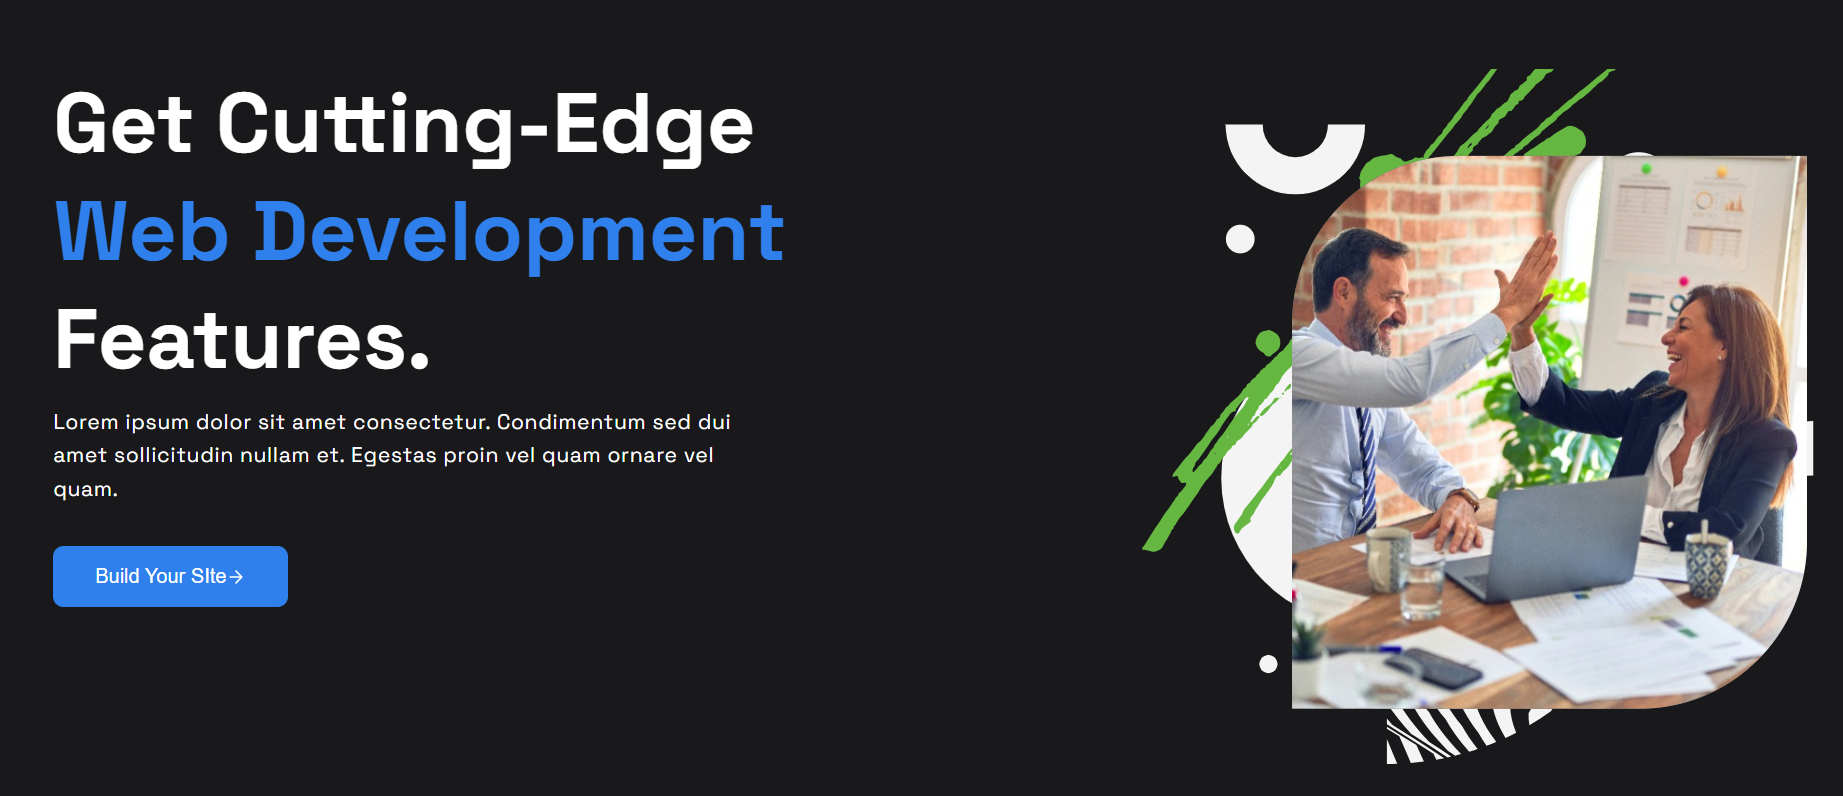 Get Cutting-Edge
Web Development
Features.
Lorem ipsum dolor sit amet consectetur. Condimentum sed dui
amet sollicitudin nullam et. Egestas proin vel quam ornare vel
quam.
Build Your SIte→